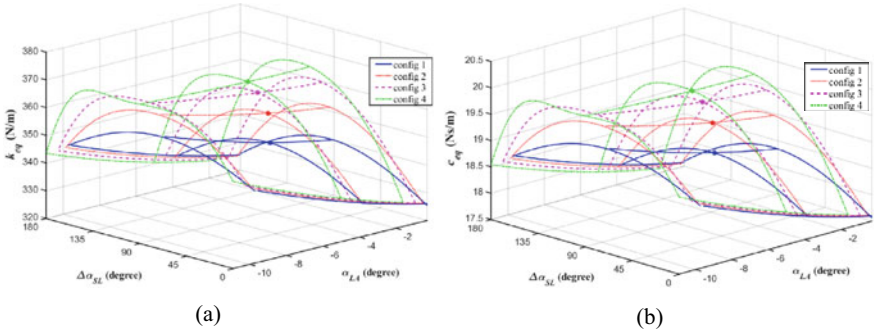 380
370
360
350
340
330
320
k_eq (N/m)
180
135
90
45
0
Δα_SL (degree)
-10
-8
-6
-4
-2
α_LA (degree)
config 1
config 2
config 3
config 4
(a)
20.5
20
19.5
19
18.5
18
17.5
c_eq (Ns/m)
180
135
90
45
0
Δα_SL (degree)
-10
-8
-6
-4
-2
α_LA (degree)
config 1
config 2
config 3
config 4
(b)